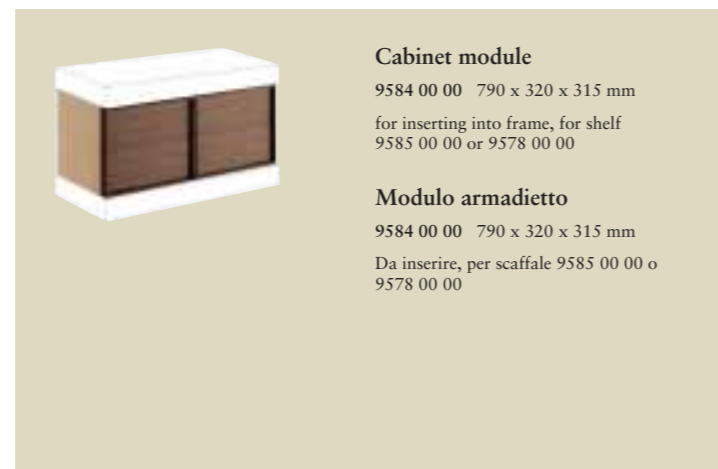 Cabinet module
9584 00 00 790 x 320 x 315 mm
for inserting into frame, for shelf
9585 00 00 or 9578 00 00
Modulo armadietto
9584 00 00 790 x 320 x 315 mm
Da inserire, per scaffale 9585 00 00 o
9578 00 00